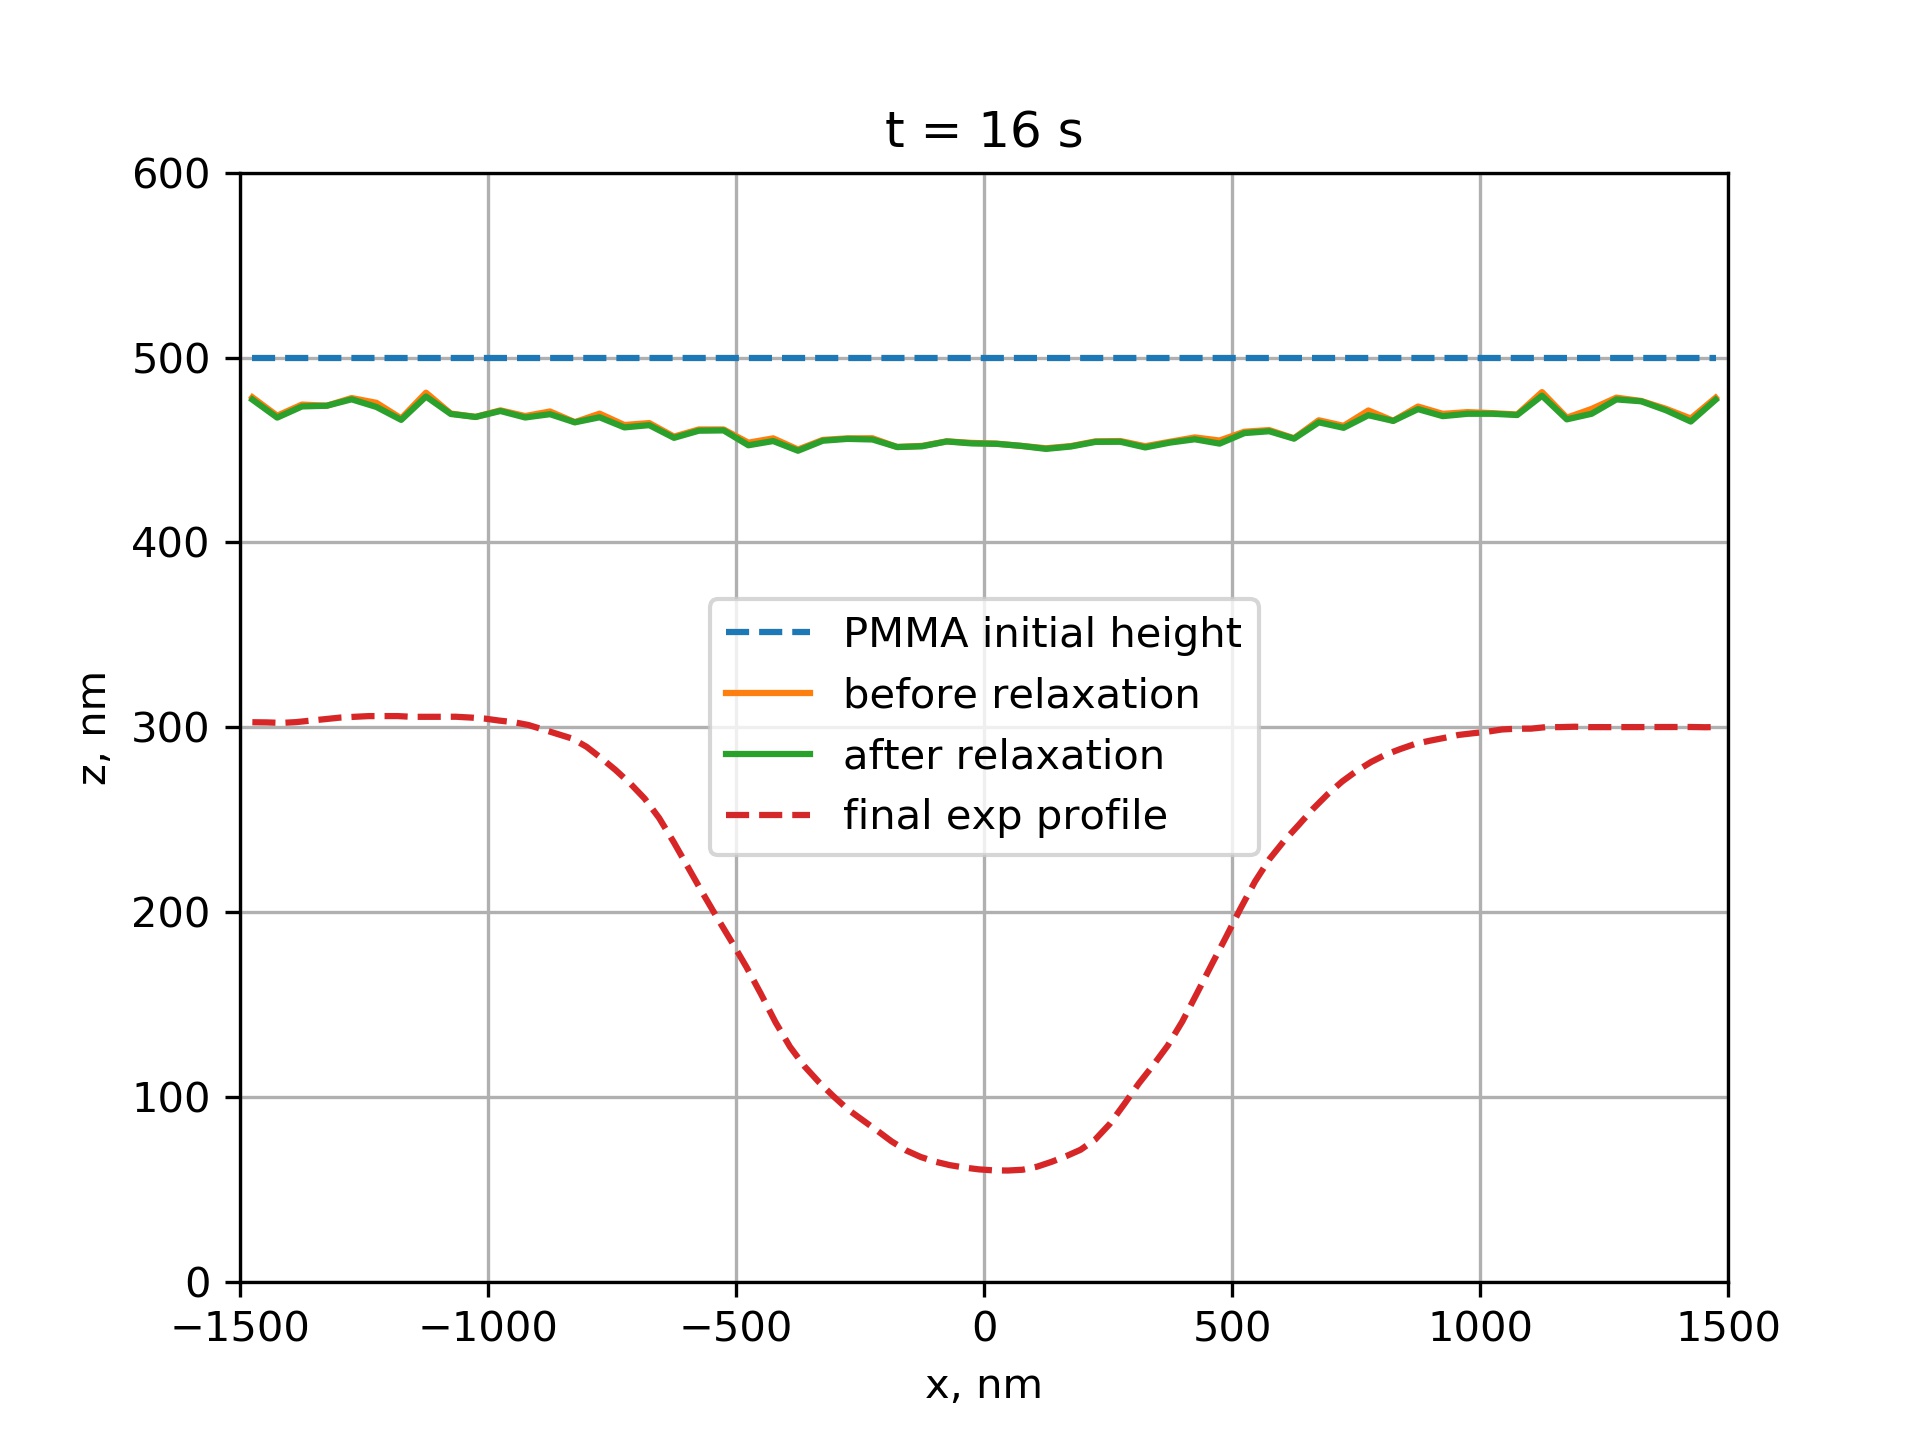 t = 16 s
600
500
400
300
200
100
0
z, nm
PMMA initial height
before relaxation
after relaxation
final exp profile
−1500 −1000 −500 0 500 1000 1500
x, nm